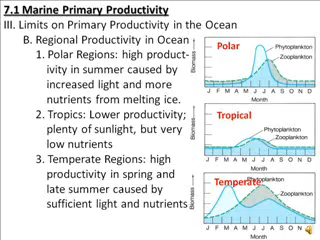 7.1 Marine Primary Productivity
III. Limits on Primary Productivity in the Ocean
B. Regional Productivity in Ocean
1. Polar Regions: high product-
ivity in summer caused by
increased light and more
nutrients from melting ice.
2. Tropics: Lower productivity;
plenty of sunlight, but very
low nutrients
3. Temperate Regions: high
productivity in spring and
late summer caused by
sufficient light and nutrients
Polar
Phytoplankton
Zooplankton
Biomass
J F M A M J J A S O N D
Month
Tropical
Phytoplankton
Zooplankton
Biomass
J F M A M J J A S O N D
Month
Temperate
Phytoplankton
Zooplankton
Biomass
J F M A M J J A S O N D
Month